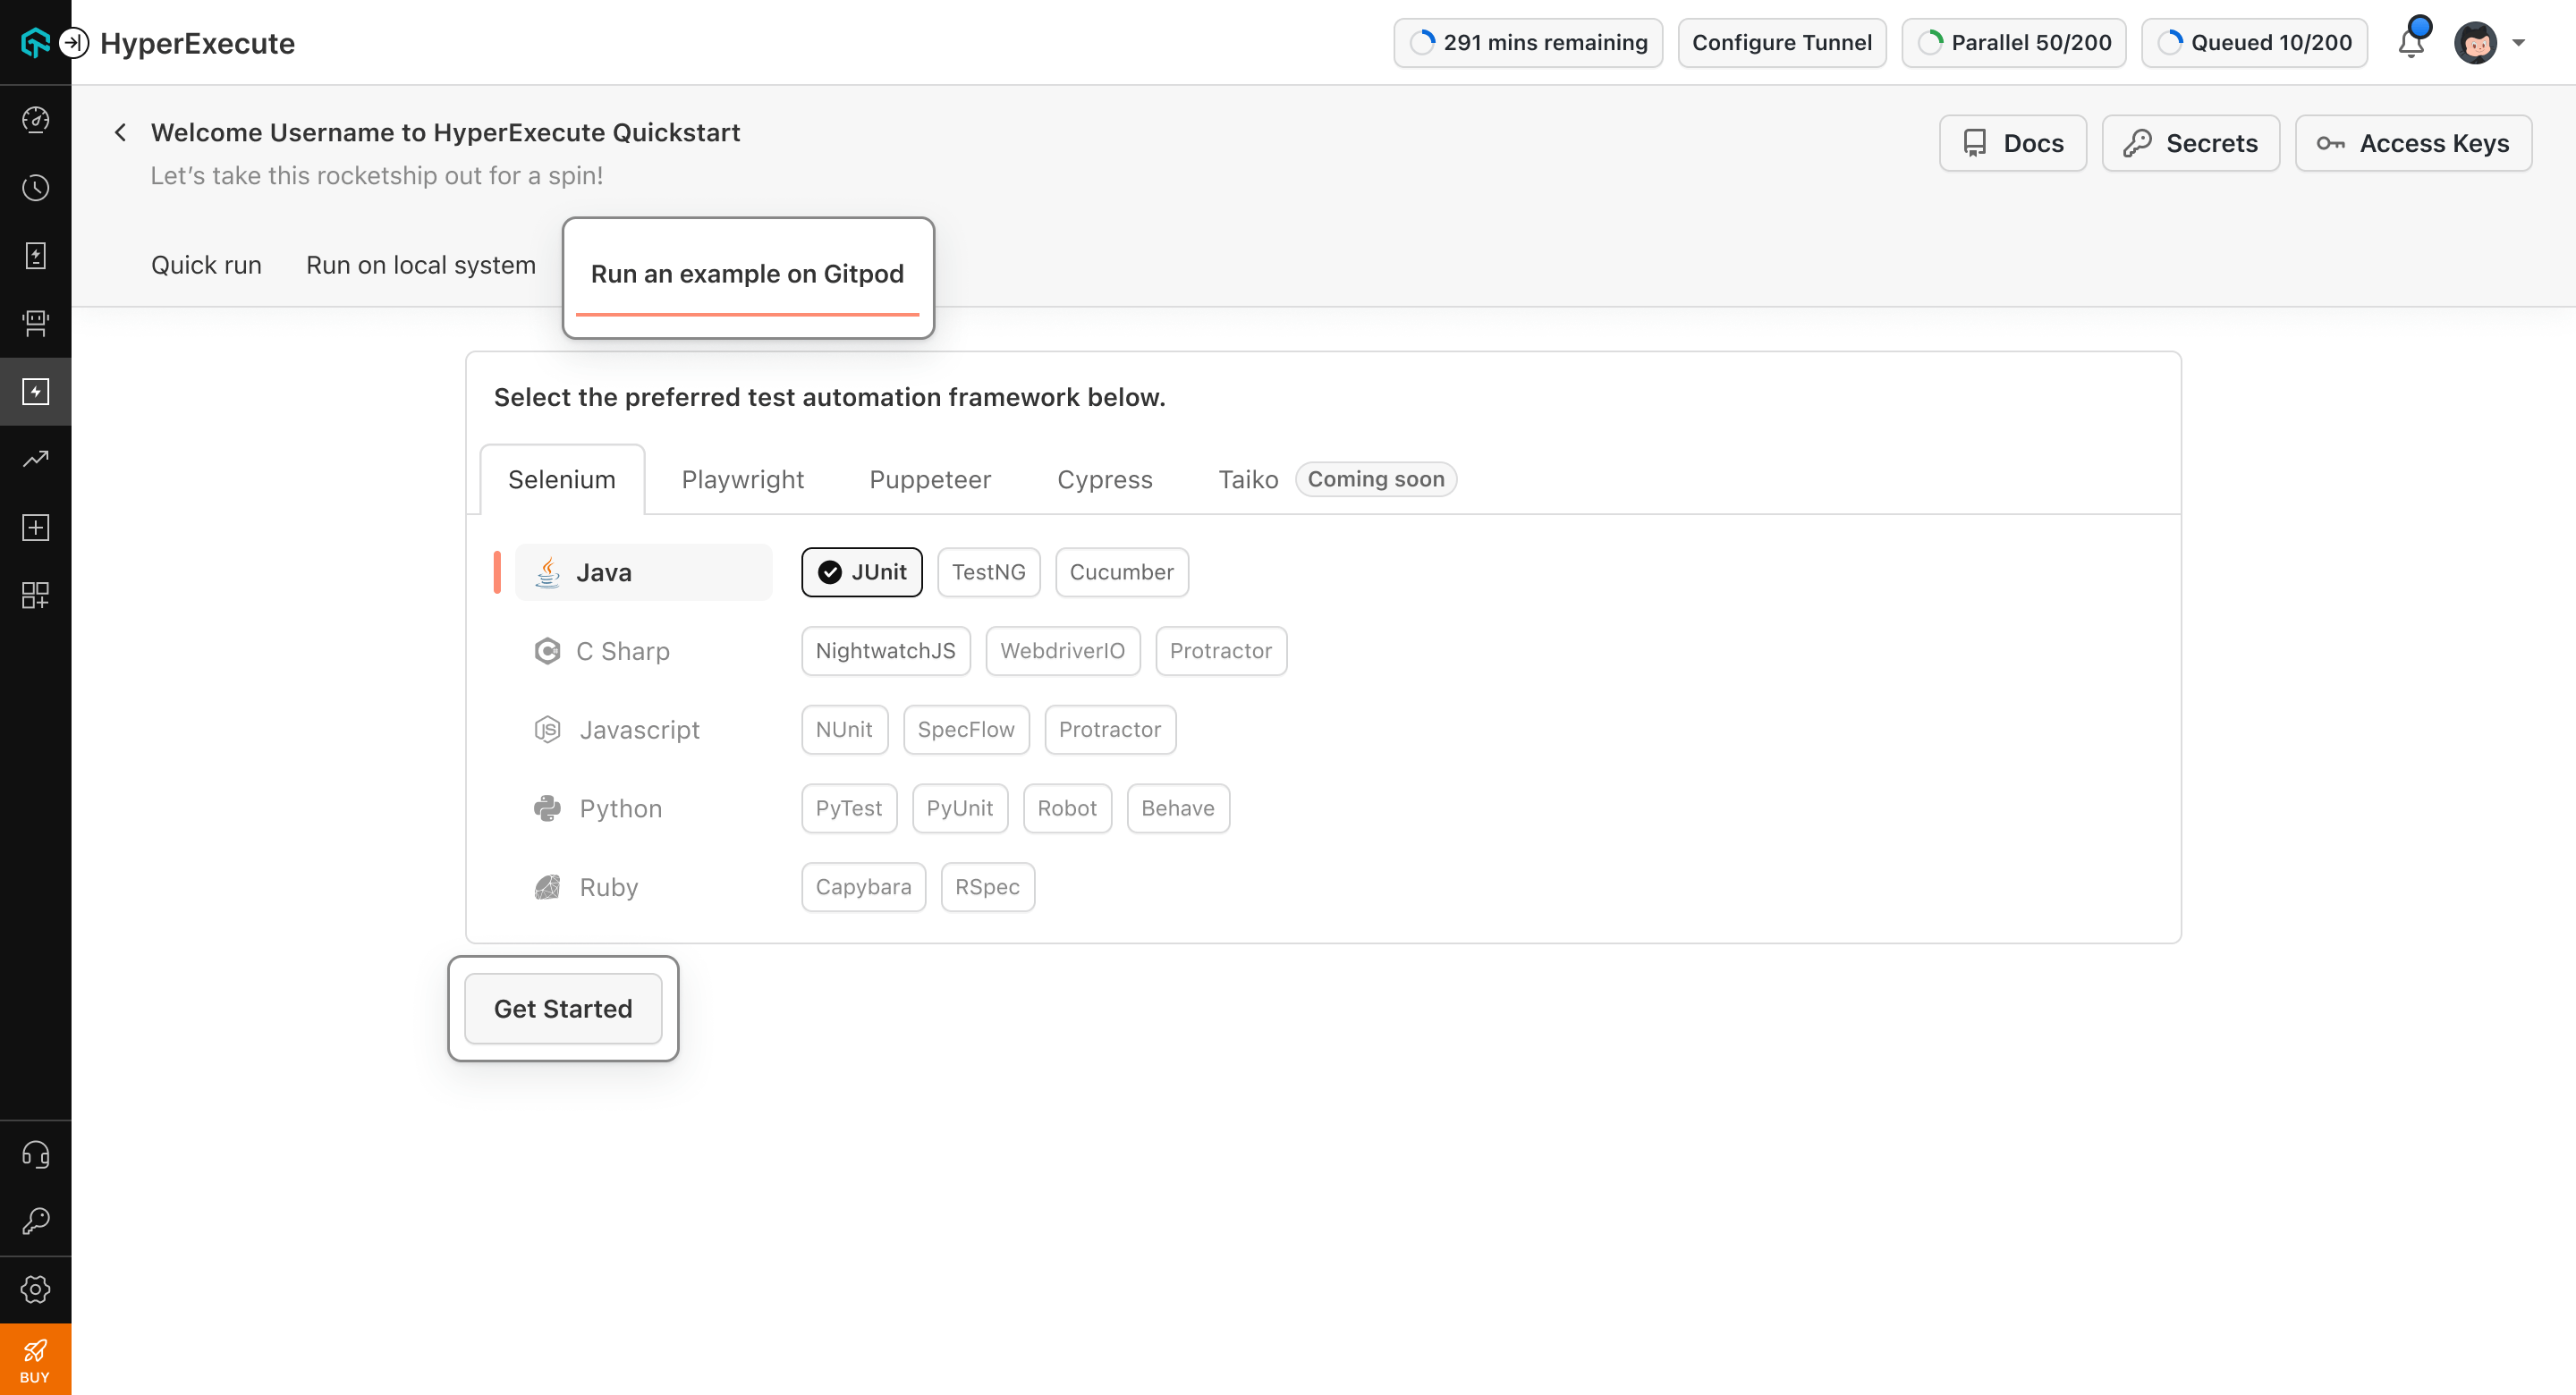 HyperExecute
291 mins remaining
Configure Tunnel
Parallel 50/200
Queued 10/200
Welcome Username to HyperExecute Quickstart
Let’s take this rocketship out for a spin!
Docs
Secrets
Access Keys
Quick run
Run on local system
Run an example on Gitpod
Select the preferred test automation framework below.
Selenium
Playwright
Puppeteer
Cypress
Taiko
Coming soon
Java
JUnit
TestNG
Cucumber
C Sharp
NightwatchJS
WebdriverIO
Protractor
Javascript
NUnit
SpecFlow
Protractor
Python
PyTest
PyUnit
Robot
Behave
Ruby
Capybara
RSpec
Get Started
BUY